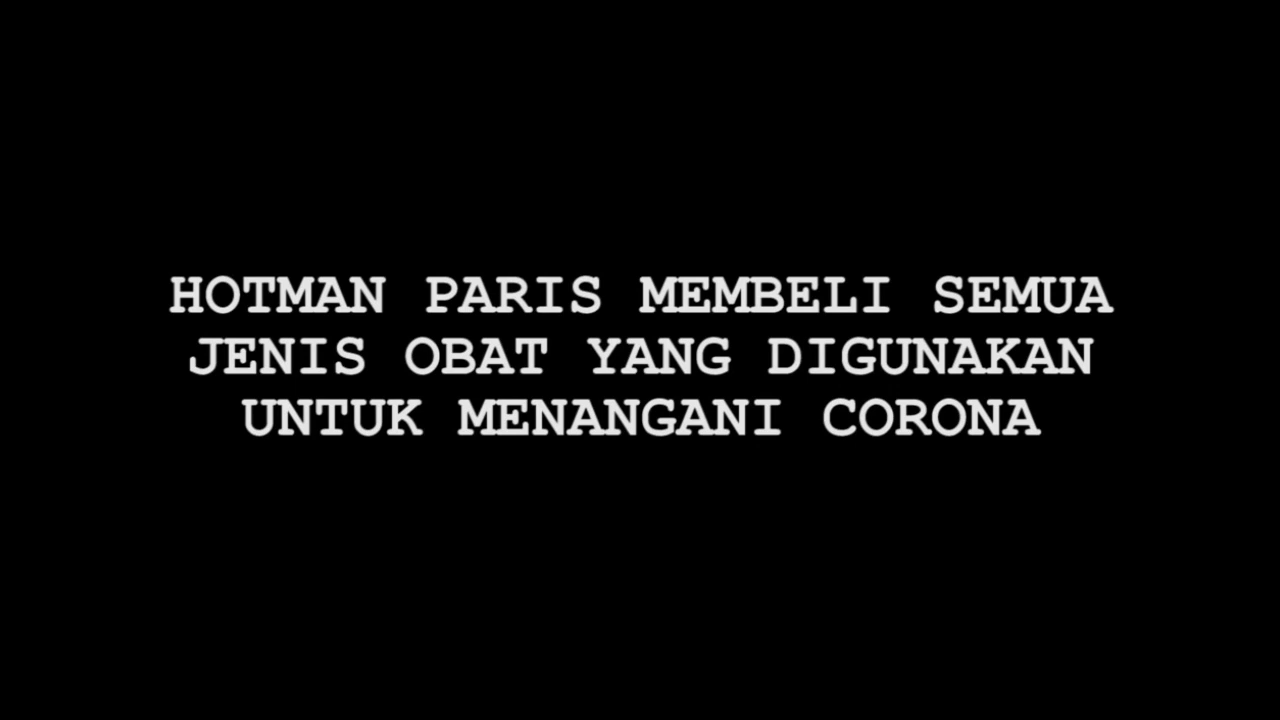 HOTMAN PARIS MEMBELI SEMUA
JENIS OBAT YANG DIGUNAKAN
UNTUK MENANGANI CORONA